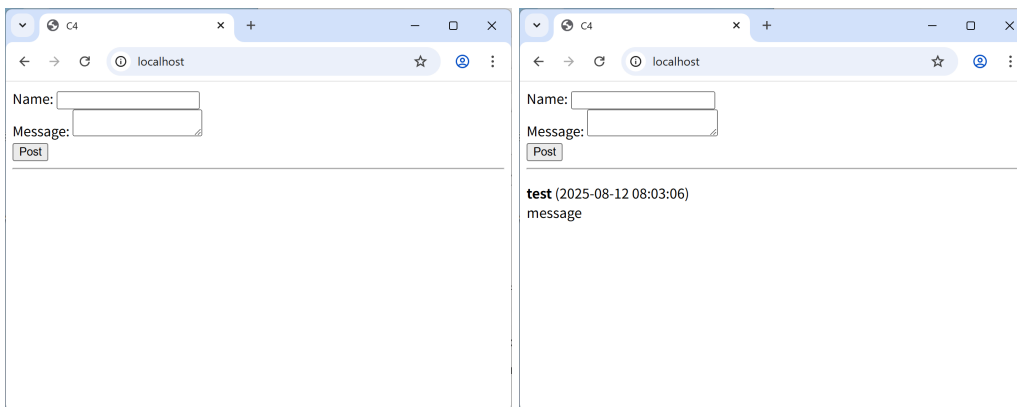 C4
localhost
Name:
Message:
Post
C4
localhost
Name:
Message:
Post
test (2025-08-12 08:03:06)
message